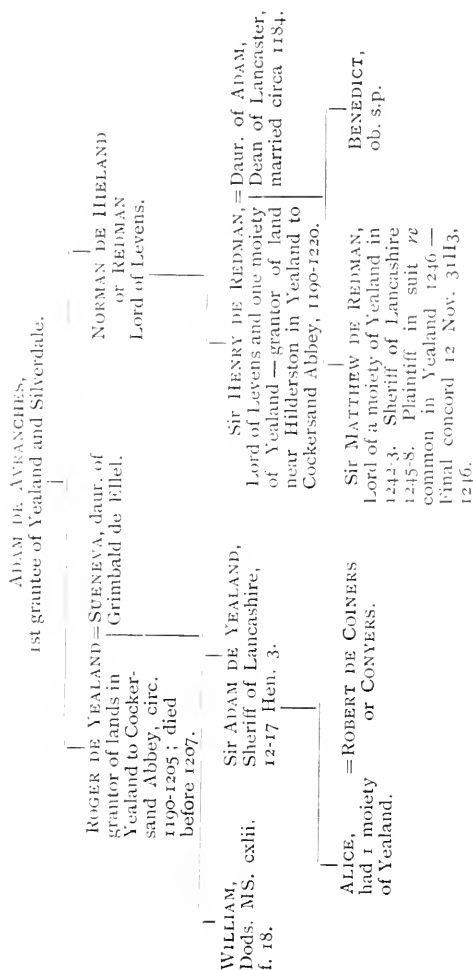 ADAM DE AVRANCHES,
1st grantee of Yealand and Silverdale.
ROGER DE YEALAND = SUENEVA, daur. of
grantor of lands in Grimbald de Ellel.
Yealand to Cocker-
sand Abbey, circ.
1190-1205 ; died
before 1207.
NORMAN DE HIELAND
or REDMAN
Lord of Levens.
WILLIAM,
Dods. MS. cxlii.
f. 18.
Sir ADAM DE YEALAND,
Sheriff of Lancashire,
12-17 Hen. 3.
Sir HENRY DE REDMAN, = Daur. of ADAM,
Lord of Levens and one moiety Dean of Lancaster,
of Yealand — grantor of land married circa 1184.
near Hilderston in Yealand to
Cockersand Abbey, 1190-1220.
ALICE, = ROBERT DE COINERS
had 1 moiety or CONYERS.
of Yealand.
Sir MATTHEW DE REDMAN,
Lord of a moiety of Yealand in
1242-3. Sheriff of Lancashire
1245-8. Plaintiff in suit re
common in Yealand 1246 —
Final concord 12 Nov. 31H3,
1246.
BENEDICT,
ob. s.p.